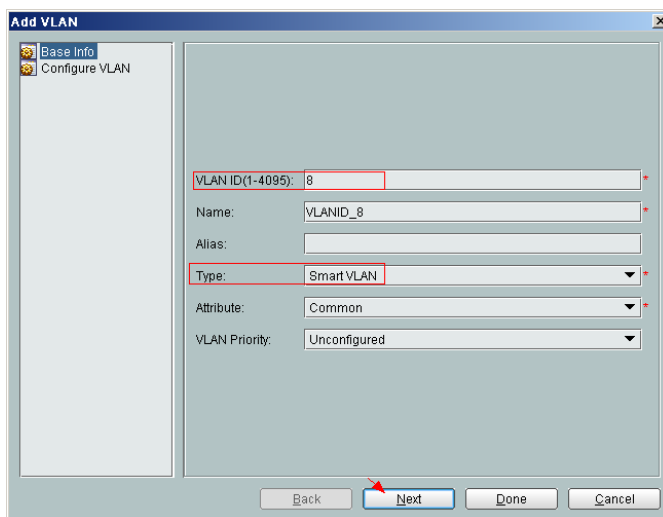 Add VLAN
Base Info
Configure VLAN
VLAN ID(1-4095): 8 *
Name: VLANID_8 *
Alias:
Type: Smart VLAN *
Attribute: Common *
VLAN Priority: Unconfigured
Back Next Done Cancel